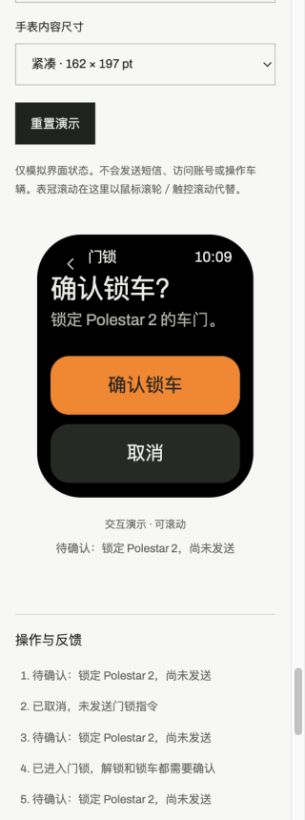 手表内容尺寸
紧凑 · 162 × 197 pt
重置演示
仅模拟界面状态。不会发送短信、访问账号或操作车
辆。表冠滚动在这里以鼠标滚轮 / 触控滚动代替。
门锁 10:09
确认锁车?
锁定 Polestar 2 的车门。
确认锁车
取消
交互演示 · 可滚动
待确认：锁定 Polestar 2，尚未发送
操作与反馈
1. 待确认：锁定 Polestar 2，尚未发送
2. 已取消，未发送门锁指令
3. 待确认：锁定 Polestar 2，尚未发送
4. 已进入门锁，解锁和锁车都需要确认
5. 待确认：锁定 Polestar 2，尚未发送